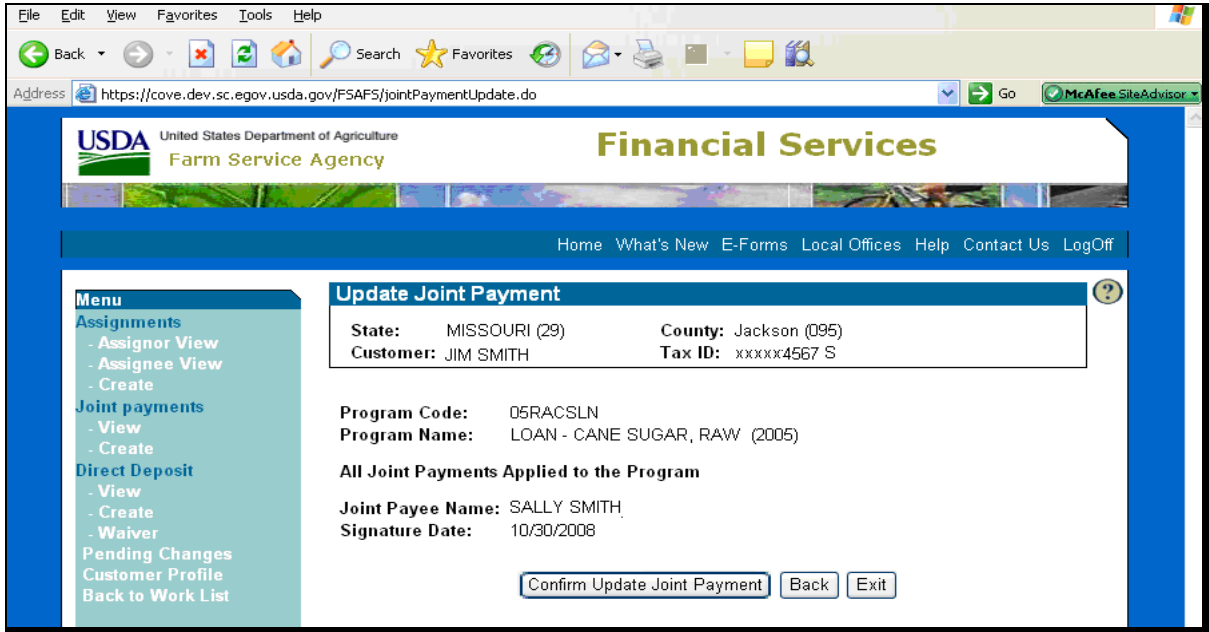 File Edit View Favorites Tools Help
Back Search Favorites
Address https://cove.dev.sc.egov.usda.gov/FSAFS/jointPaymentUpdate.do Go McAfee SiteAdvisor
USDA United States Department of Agriculture
Farm Service Agency
Financial Services
Home What's New E-Forms Local Offices Help Contact Us LogOff
Menu
Assignments
- Assignor View
- Assignee View
- Create
Joint payments
- View
- Create
Direct Deposit
- View
- Create
- Waiver
Pending Changes
Customer Profile
Back to Work List
Update Joint Payment ?
State: MISSOURI (29) County: Jackson (095)
Customer: JIM SMITH Tax ID: xxxxx4567 S
Program Code: 05RACSLN
Program Name: LOAN - CANE SUGAR, RAW (2005)
All Joint Payments Applied to the Program
Joint Payee Name: SALLY SMITH
Signature Date: 10/30/2008
Confirm Update Joint Payment Back Exit